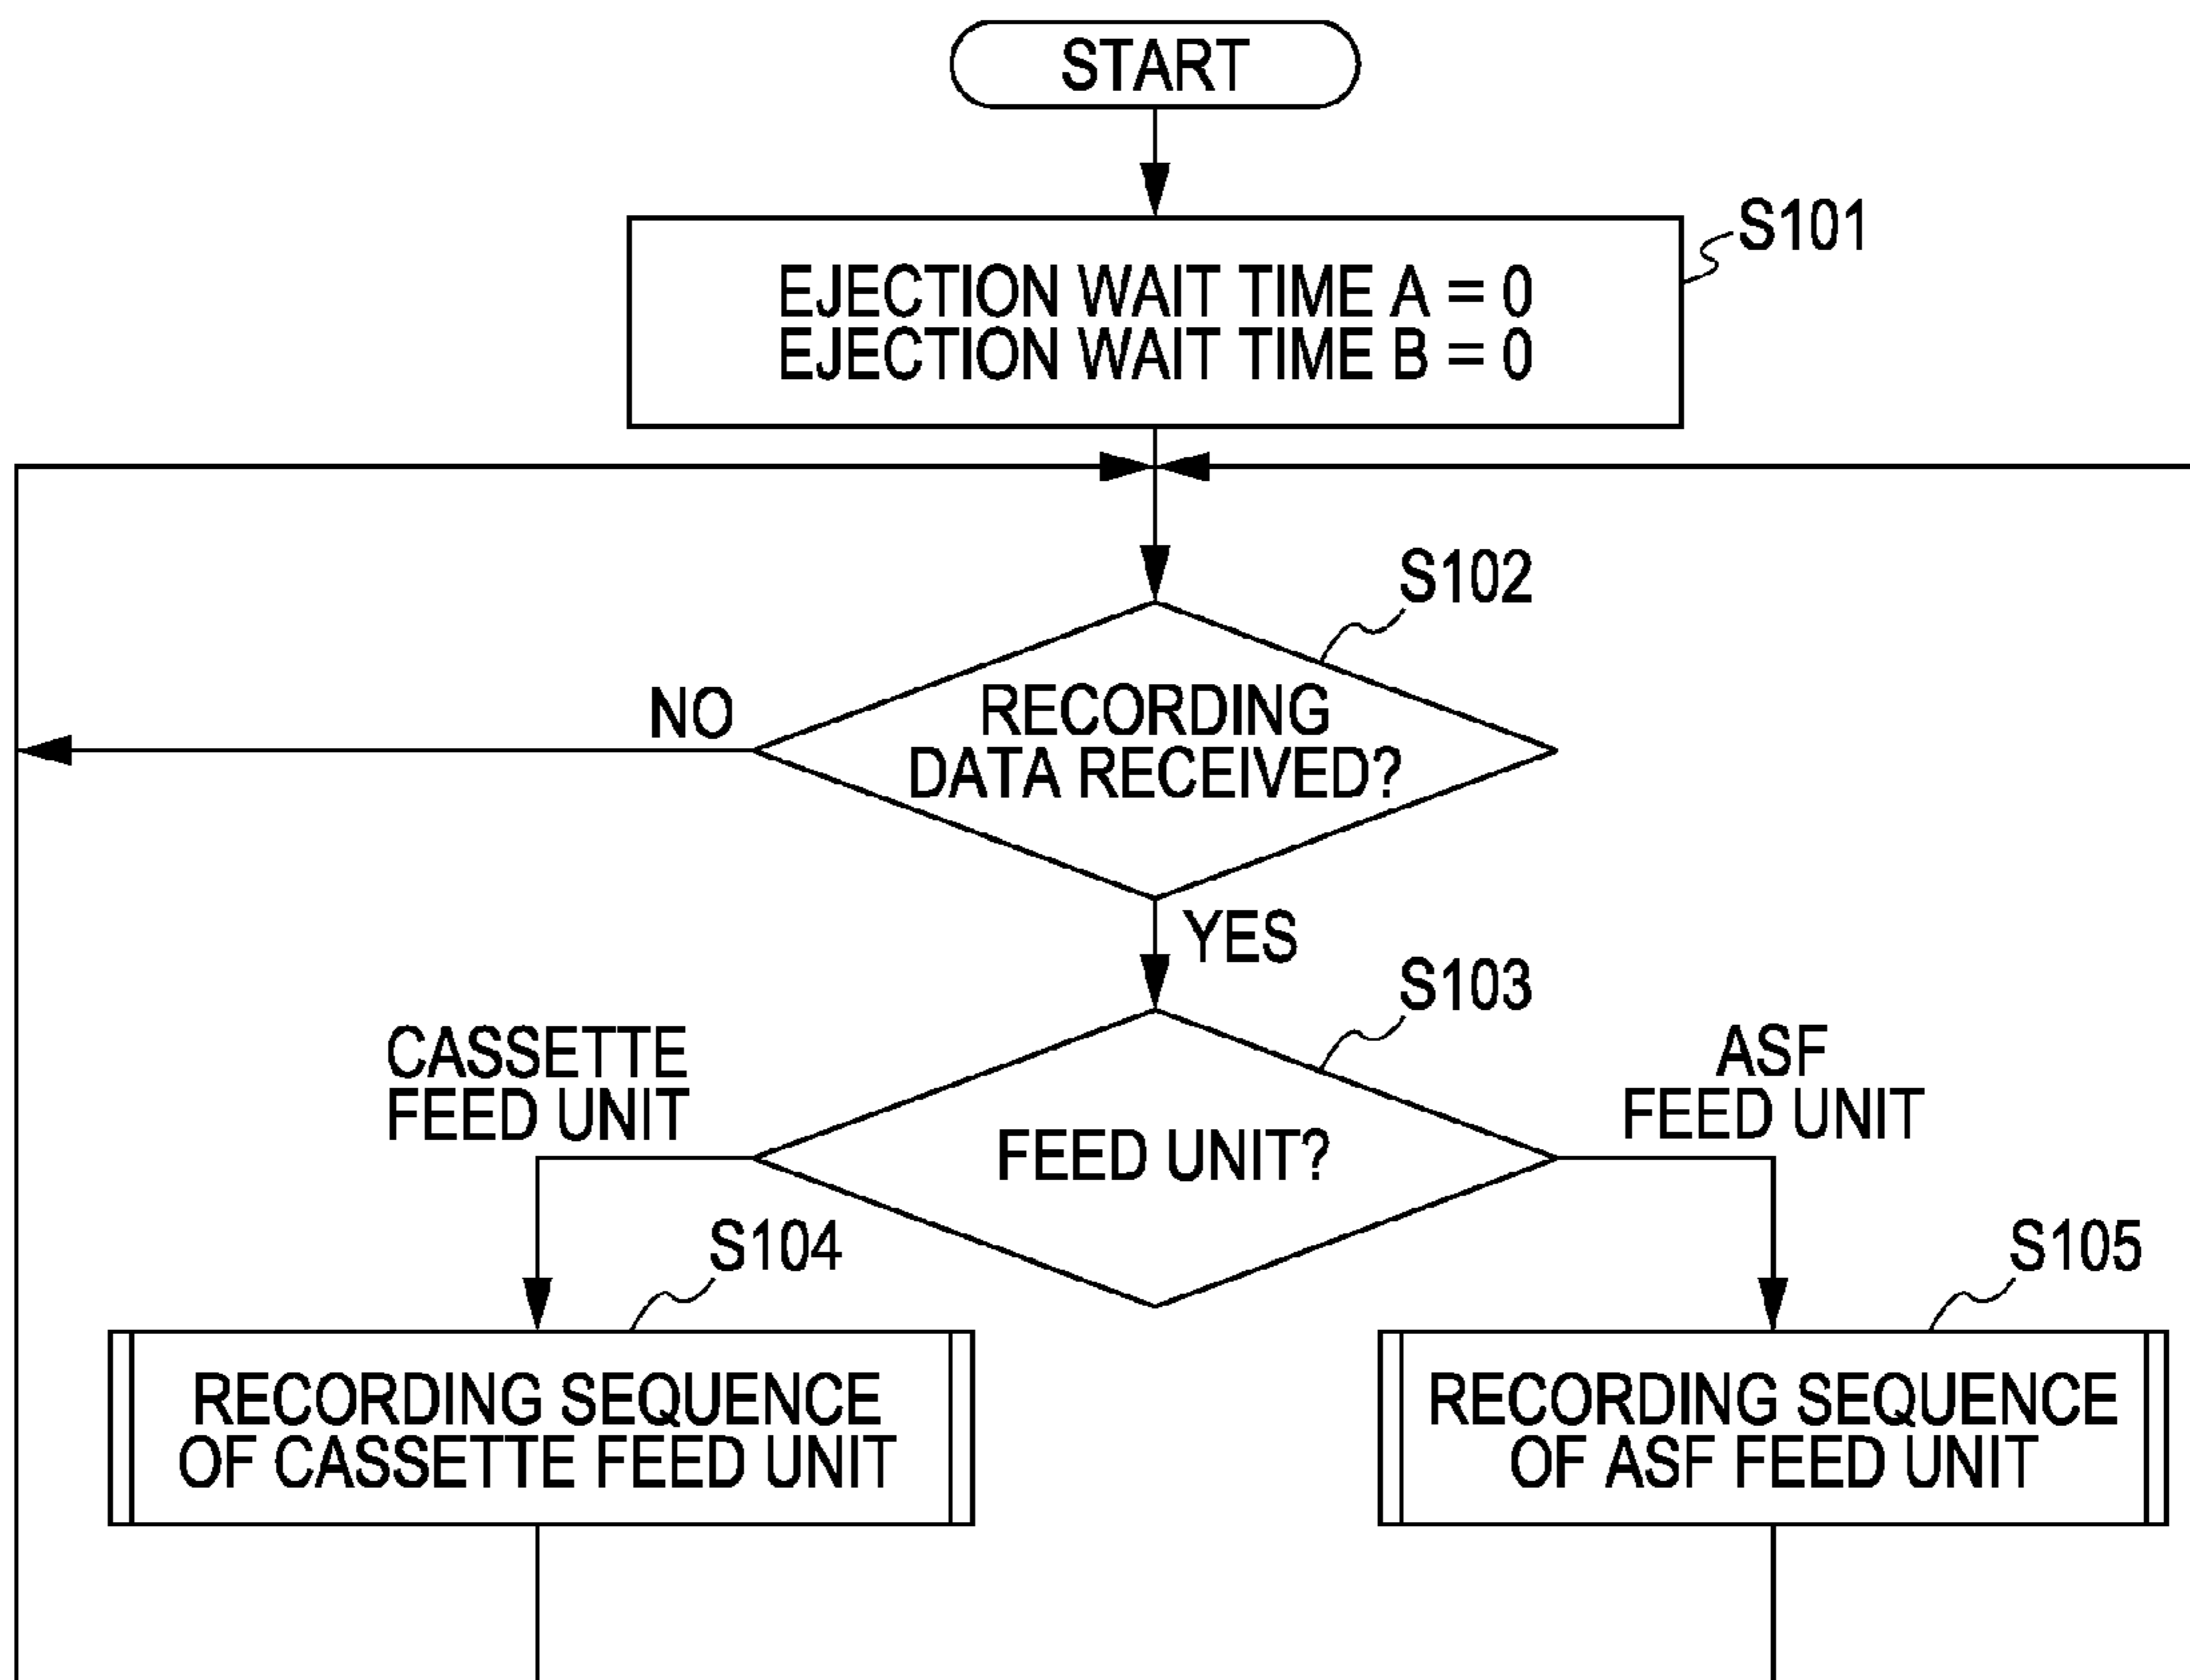 START
S101
EJECTION WAIT TIME A = 0
EJECTION WAIT TIME B = 0
S102
NO
RECORDING
DATA RECEIVED?
YES
S103
CASSETTE
FEED UNIT
ASF
FEED UNIT
FEED UNIT?
S104
S105
RECORDING SEQUENCE
OF CASSETTE FEED UNIT
RECORDING SEQUENCE
OF ASF FEED UNIT